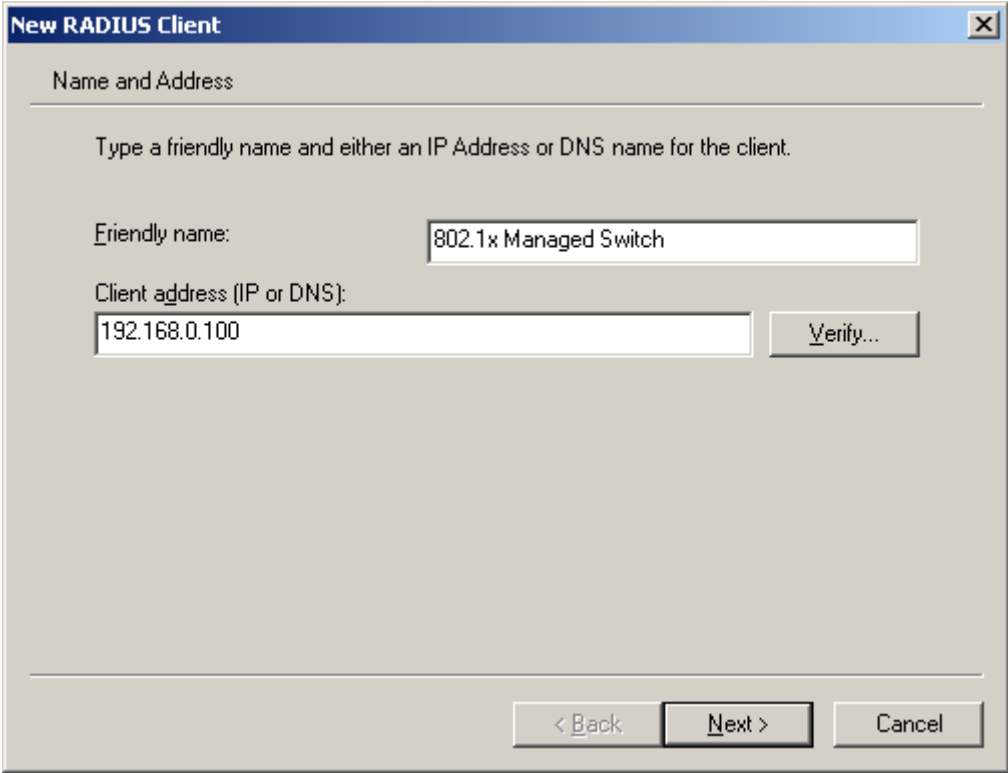 New RADIUS Client
Name and Address
Type a friendly name and either an IP Address or DNS name for the client.
Friendly name: 802.1x Managed Switch
Client address (IP or DNS):
192.168.0.100 Verify...
< Back Next > Cancel